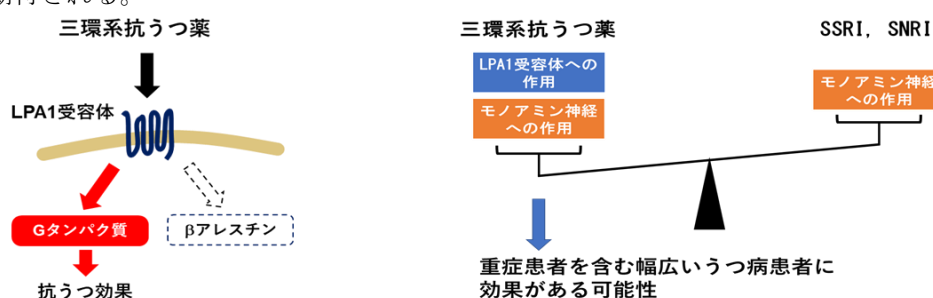 三環系抗うつ薬
LPA1受容体
Gタンパク質
βアレスチン
抗うつ効果
三環系抗うつ薬
SSRI, SNRI
LPA1受容体への
作用
モノアミン神経
への作用
モノアミン神経
への作用
重症患者を含む幅広いうつ病患者に
効果がある可能性